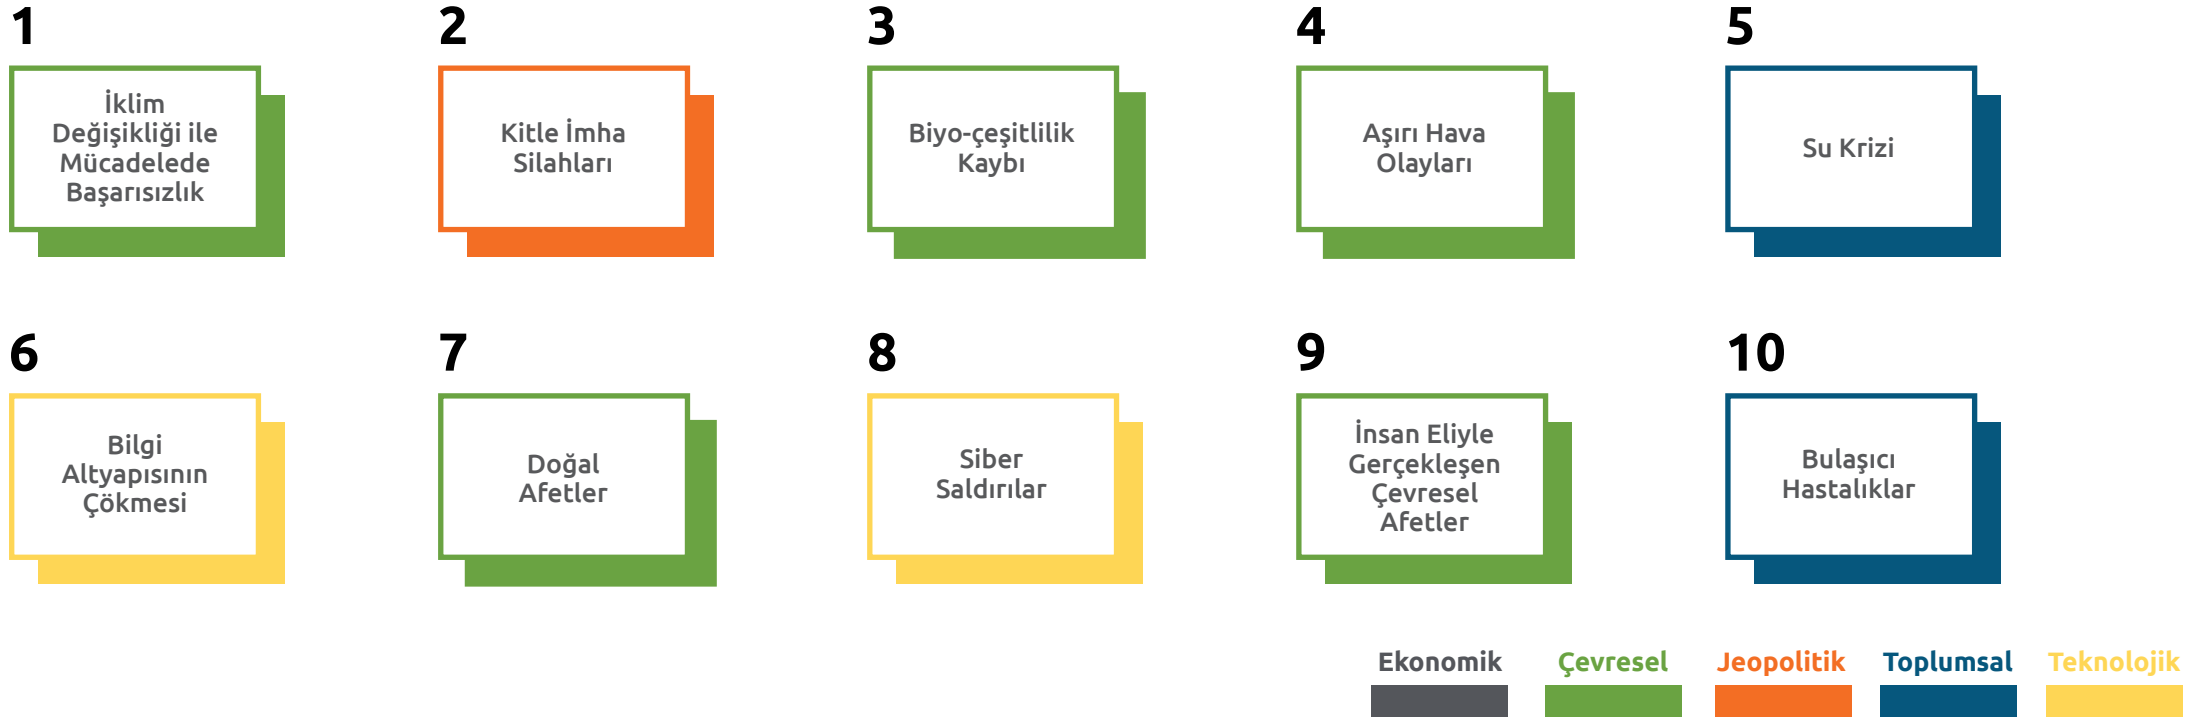 1
İklim
Değişikliği ile
Mücadelede
Başarısızlık
2
Kitle İmha
Silahları
3
Biyo-çeşitlilik
Kaybı
4
Aşırı Hava
Olayları
5
Su Krizi
6
Bilgi
Altyapısının
Çökmesi
7
Doğal
Afetler
8
Siber
Saldırılar
9
İnsan Eliyle
Gerçekleşen
Çevresel
Afetler
10
Bulaşıcı
Hastalıklar
Ekonomik
Çevresel
Jeopolitik
Toplumsal
Teknolojik